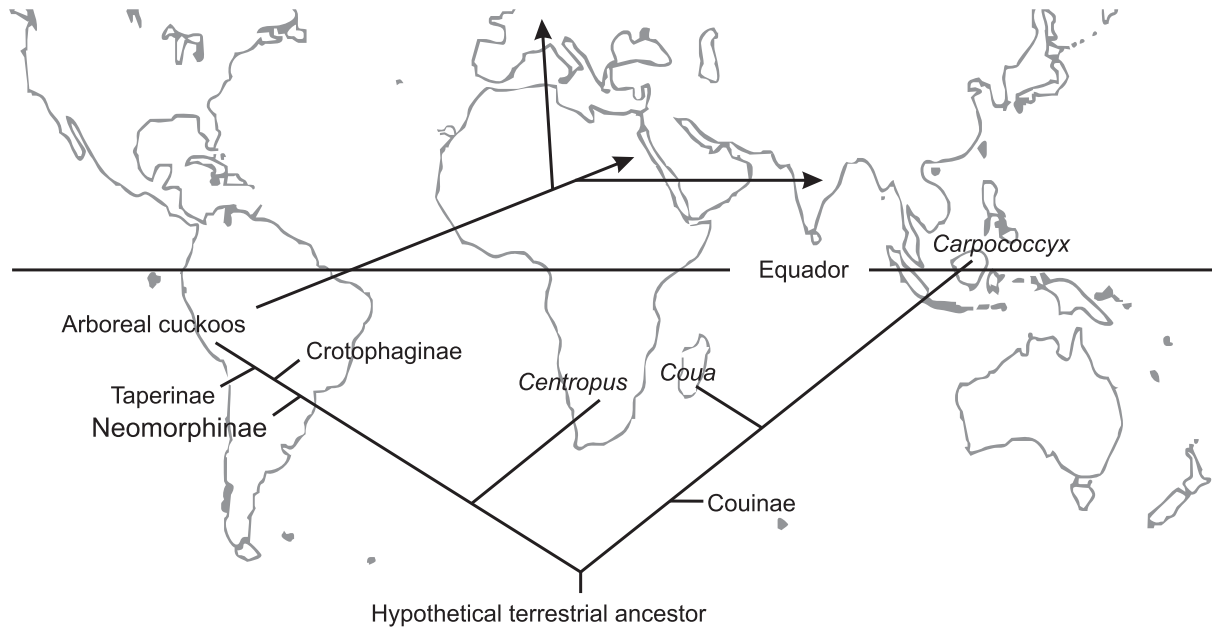 Carpococcyx
Equador
Arboreal cuckoos
Crotophaginae
Centropus
Coua
Taperinae
Neomorphinae
Couinae
Hypothetical terrestrial ancestor